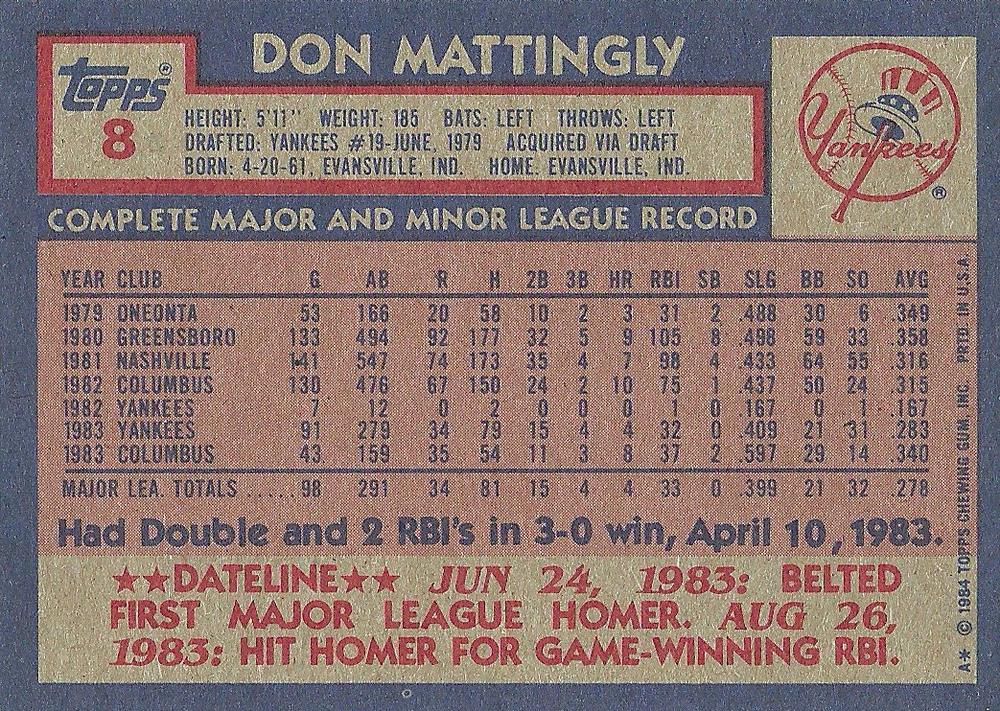 DON MATTINGLY
Topps®
8
HEIGHT: 5'11" WEIGHT: 185 BATS: LEFT THROWS: LEFT
DRAFTED: YANKEES #19-JUNE, 1979 ACQUIRED VIA DRAFT
BORN: 4-20-61, EVANSVILLE, IND. HOME: EVANSVILLE, IND.
Yankees®
COMPLETE MAJOR AND MINOR LEAGUE RECORD
YEAR CLUB G AB R H 2B 3B HR RBI SB SLG BB SO AVG
1979 ONEONTA 53 166 20 58 10 2 3 31 2 .488 30 6 .349
1980 GREENSBORO 133 494 92 177 32 5 9 105 8 .498 59 33 .358
1981 NASHVILLE 141 547 74 173 35 4 7 98 4 .433 64 55 .316
1982 COLUMBUS 130 476 67 150 24 2 10 75 1 .437 50 24 .315
1982 YANKEES 7 12 0 2 0 0 0 1 0 .167 0 1 .167
1983 YANKEES 91 279 34 79 15 4 4 32 0 .409 21 31 .283
1983 COLUMBUS 43 159 35 54 11 3 8 37 2 .597 29 14 .340
MAJOR LEA. TOTALS ..... 98 291 34 81 15 4 4 33 0 .399 21 32 .278
Had Double and 2 RBI's in 3-0 win, April 10, 1983.
★★DATELINE★★ JUN 24, 1983: BELTED
FIRST MAJOR LEAGUE HOMER. AUG 26,
1983: HIT HOMER FOR GAME-WINNING RBI.
A* © 1984 TOPPS CHEWING GUM, INC. PRTD. IN U.S.A.